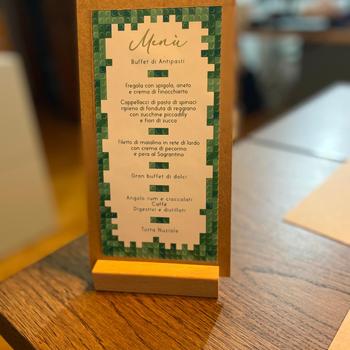 Menù
Buffet di Antipasti
Fregola con spigola, aneto
e crema di finocchietto
Cappellacci di pasta di spinaci
ripieno di fonduta di reggiano
con zucchine piccadilly
e fiori di zucca
Filetto di maialino in rete di lardo
con crema di pecorino
e pera al Sagrantino
Gran buffet di dolci
Angolo rum e cioccolati
Caffe
Digestivi e distillati
Torta Nuziale